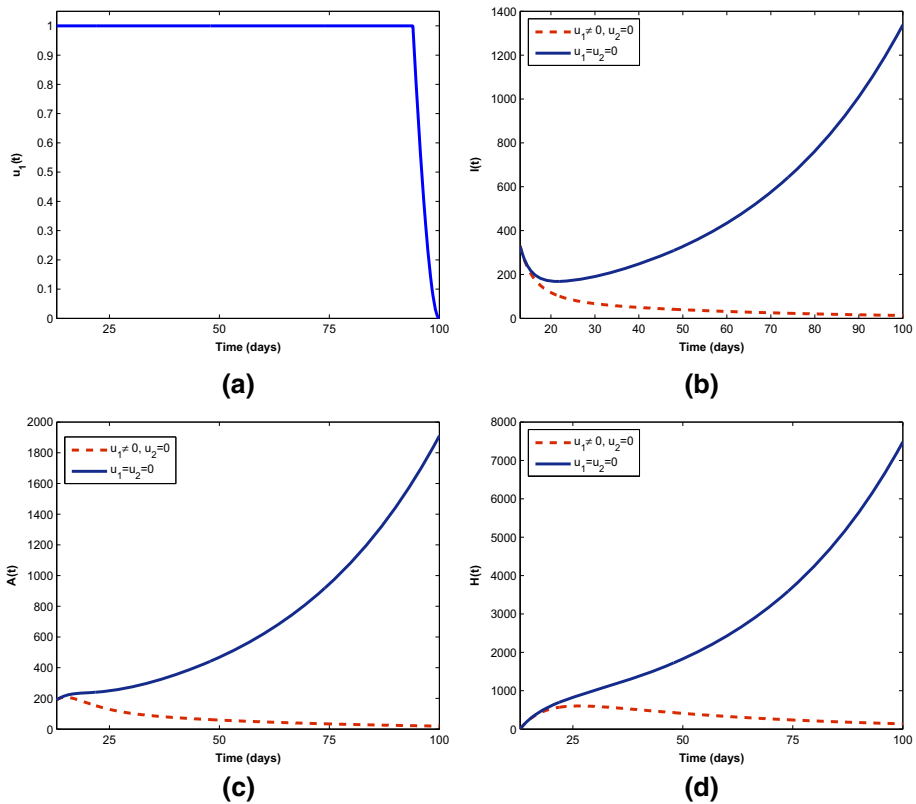 1
0.9
0.8
0.7
0.6
0.5
0.4
0.3
0.2
0.1
0
u1(t)
25 50 75 100
Time (days)
(a)
1400
1200
1000
800
600
400
200
0
I(t)
u1≠ 0, u2=0
u1=u2=0
20 30 40 50 60 70 80 90 100
Time (days)
(b)
2000
1800
1600
1400
1200
1000
800
600
400
200
0
A(t)
u1≠ 0, u2=0
u1=u2=0
25 50 75 100
Time (days)
(c)
8000
7000
6000
5000
4000
3000
2000
1000
0
H(t)
u1≠ 0, u2=0
u1=u2=0
25 50 75 100
Time (days)
(d)